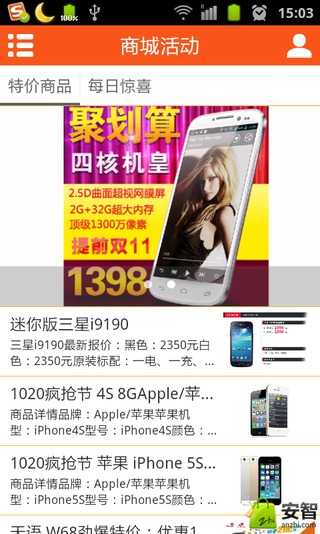 100%
15:03
商城活动
特价商品 每日惊喜
聚划算
四核机皇
2.5D曲面超视网膜屏
2G+32G超大内存
顶级1300万像素
提前双11
1398
迷你版三星i9190
三星i9190最新报价：黑色：2350元白
色：2350元原装标配：一电、一充、...
1020疯抢节 4S 8GApple/苹...
商品详情品牌：Apple/苹果苹果机
型：iPhone4S型号：iPhone4S颜色：...
1020疯抢节 苹果 iPhone 5S...
商品详情品牌：Apple/苹果苹果机
型：iPhone5S型号：iPhone5S颜色：...
天语 W68劲爆特价：优惠1...
安智
anzhi.com